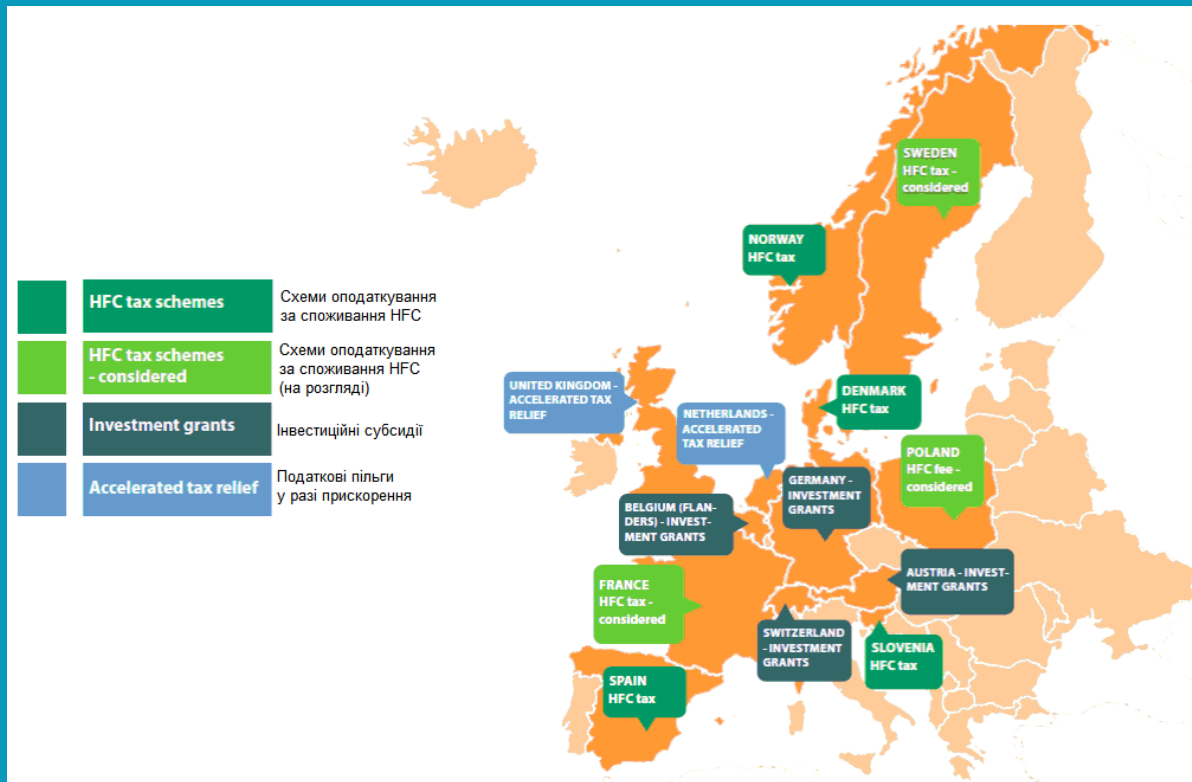 HFC tax schemes
Схеми оподаткування
за споживання HFC
HFC tax schemes
- considered
Схеми оподаткування
за споживання HFC
(на розгляді)
Investment grants
Інвестиційні субсидії
Accelerated tax relief
Податкові пільги
у разі прискорення
SWEDEN
HFC tax -
considered
NORWAY
HFC tax
UNITED KINGDOM -
ACCELERATED TAX
RELIEF
NETHERLANDS -
ACCELERATED
TAX RELIEF
DENMARK
HFC tax
POLAND
HFC fee -
considered
GERMANY -
INVESTMENT
GRANTS
BELGIUM (FLAN-
DERS) - INVEST-
MENT GRANTS
AUSTRIA - INVEST-
MENT GRANTS
FRANCE
HFC tax -
considered
SWITZERLAND
- INVESTMENT
GRANTS
SLOVENIA
HFC tax
SPAIN
HFC tax